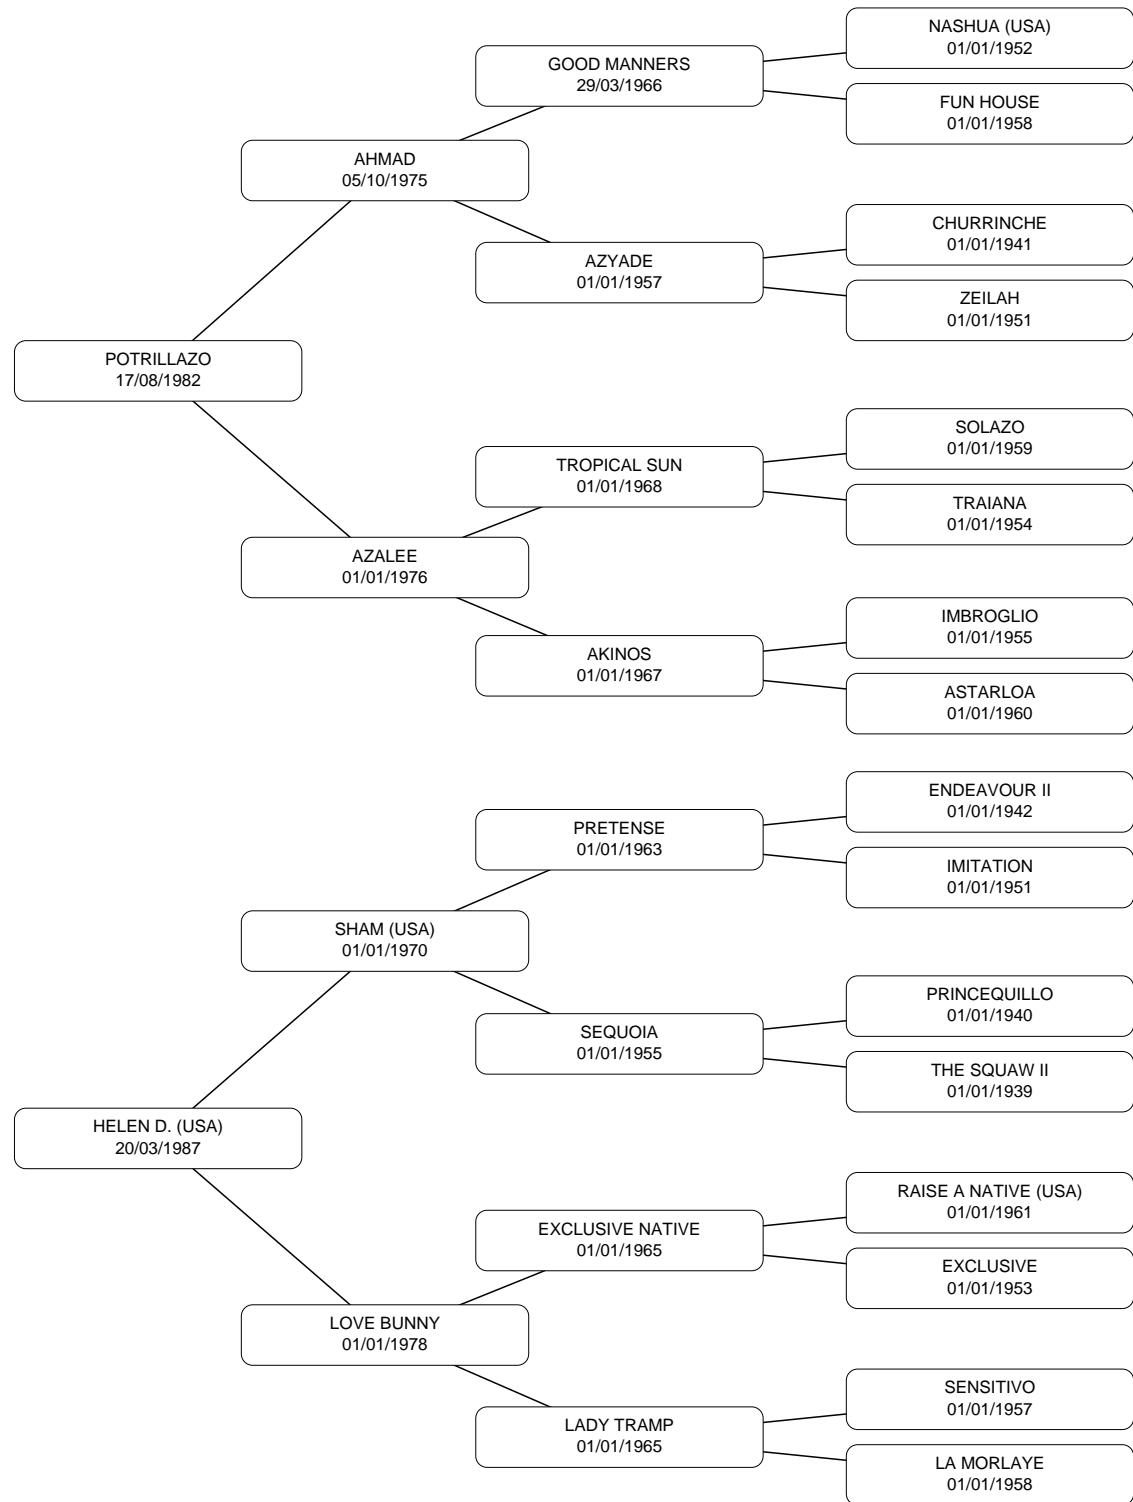 NASHUA (USA)
01/01/1952
GOOD MANNERS
29/03/1966
FUN HOUSE
01/01/1958
AHMAD
05/10/1975
CHURRINCHE
01/01/1941
AZYADE
01/01/1957
ZEILAH
01/01/1951
POTRILLAZO
17/08/1982
SOLAZO
01/01/1959
TROPICAL SUN
01/01/1968
TRAIANA
01/01/1954
AZALEE
01/01/1976
IMBROGLIO
01/01/1955
AKINOS
01/01/1967
ASTARLOA
01/01/1960
ENDEAVOUR II
01/01/1942
PRETENSE
01/01/1963
IMITATION
01/01/1951
SHAM (USA)
01/01/1970
PRINCEQUILLO
01/01/1940
SEQUOIA
01/01/1955
THE SQUAW II
01/01/1939
HELEN D. (USA)
20/03/1987
RAISE A NATIVE (USA)
01/01/1961
EXCLUSIVE NATIVE
01/01/1965
EXCLUSIVE
01/01/1953
LOVE BUNNY
01/01/1978
SENSITIVO
01/01/1957
LADY TRAMP
01/01/1965
LA MORLAYE
01/01/1958